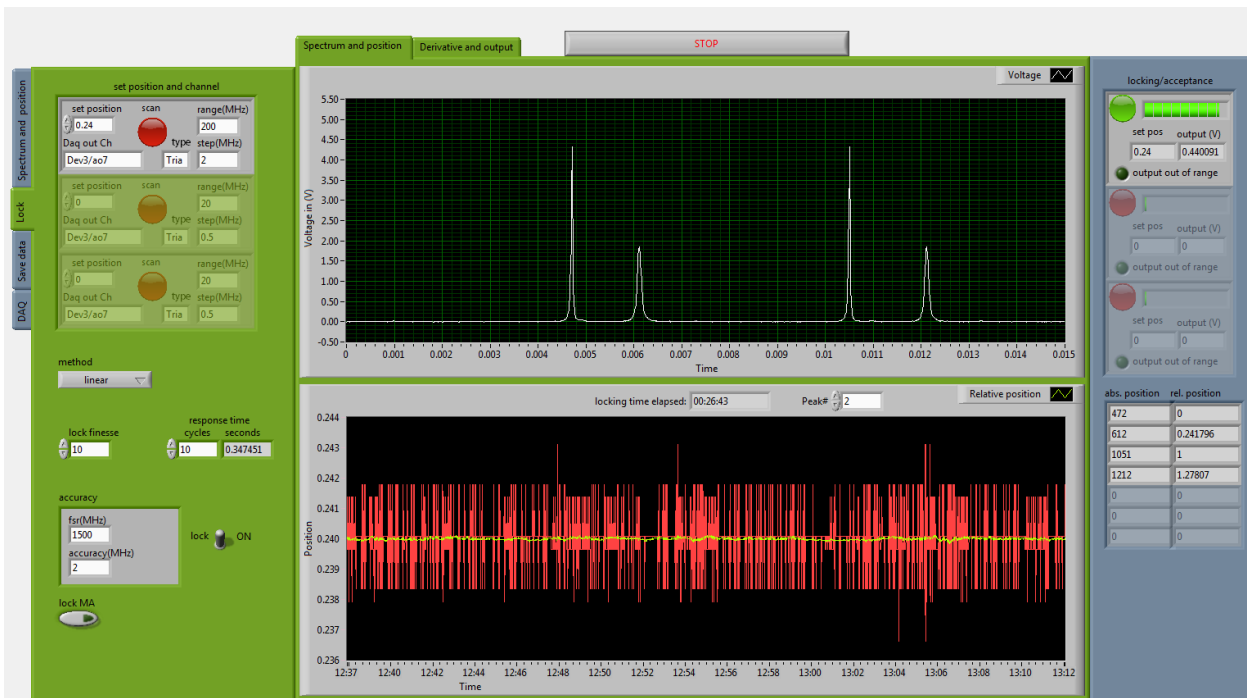 Spectrum and position
Derivative and output
STOP
Spectrum and position
Lock
Save data
DAQ
set position and channel
set position scan range(MHz)
0.24 200
Daq out Ch type step(MHz)
Dev3/ao7 Tria 2
set position scan range(MHz)
0 20
Daq out Ch type step(MHz)
Dev3/ao7 Tria 0.5
set position scan range(MHz)
0 20
Daq out Ch type step(MHz)
Dev3/ao7 Tria 0.5
method
linear
response time
lock finesse cycles seconds
10 10 0.347451
accuracy
fsr(MHz)
1500
lock ON
accuracy(MHz)
2
lock MA
Voltage
Voltage in (V)
5.50
5.00
4.50
4.00
3.50
3.00
2.50
2.00
1.50
1.00
0.50
0.00
-0.50
0 0.001 0.002 0.003 0.004 0.005 0.006 0.007 0.008 0.009 0.01 0.011 0.012 0.013 0.014 0.015
Time
locking time elapsed: 00:26:43 Peak# 2 Relative position
Position
0.244
0.243
0.242
0.241
0.240
0.239
0.238
0.237
0.236
12:37 12:40 12:42 12:44 12:46 12:48 12:50 12:52 12:54 12:56 12:58 13:00 13:02 13:04 13:06 13:08 13:10 13:12
Time
locking/acceptance
set pos output (V)
0.24 0.440091
output out of range
set pos output (V)
0 0
output out of range
set pos output (V)
0 0
output out of range
abs. position rel. position
472 0
612 0.241796
1051 1
1212 1.27807
0 0
0 0
0 0